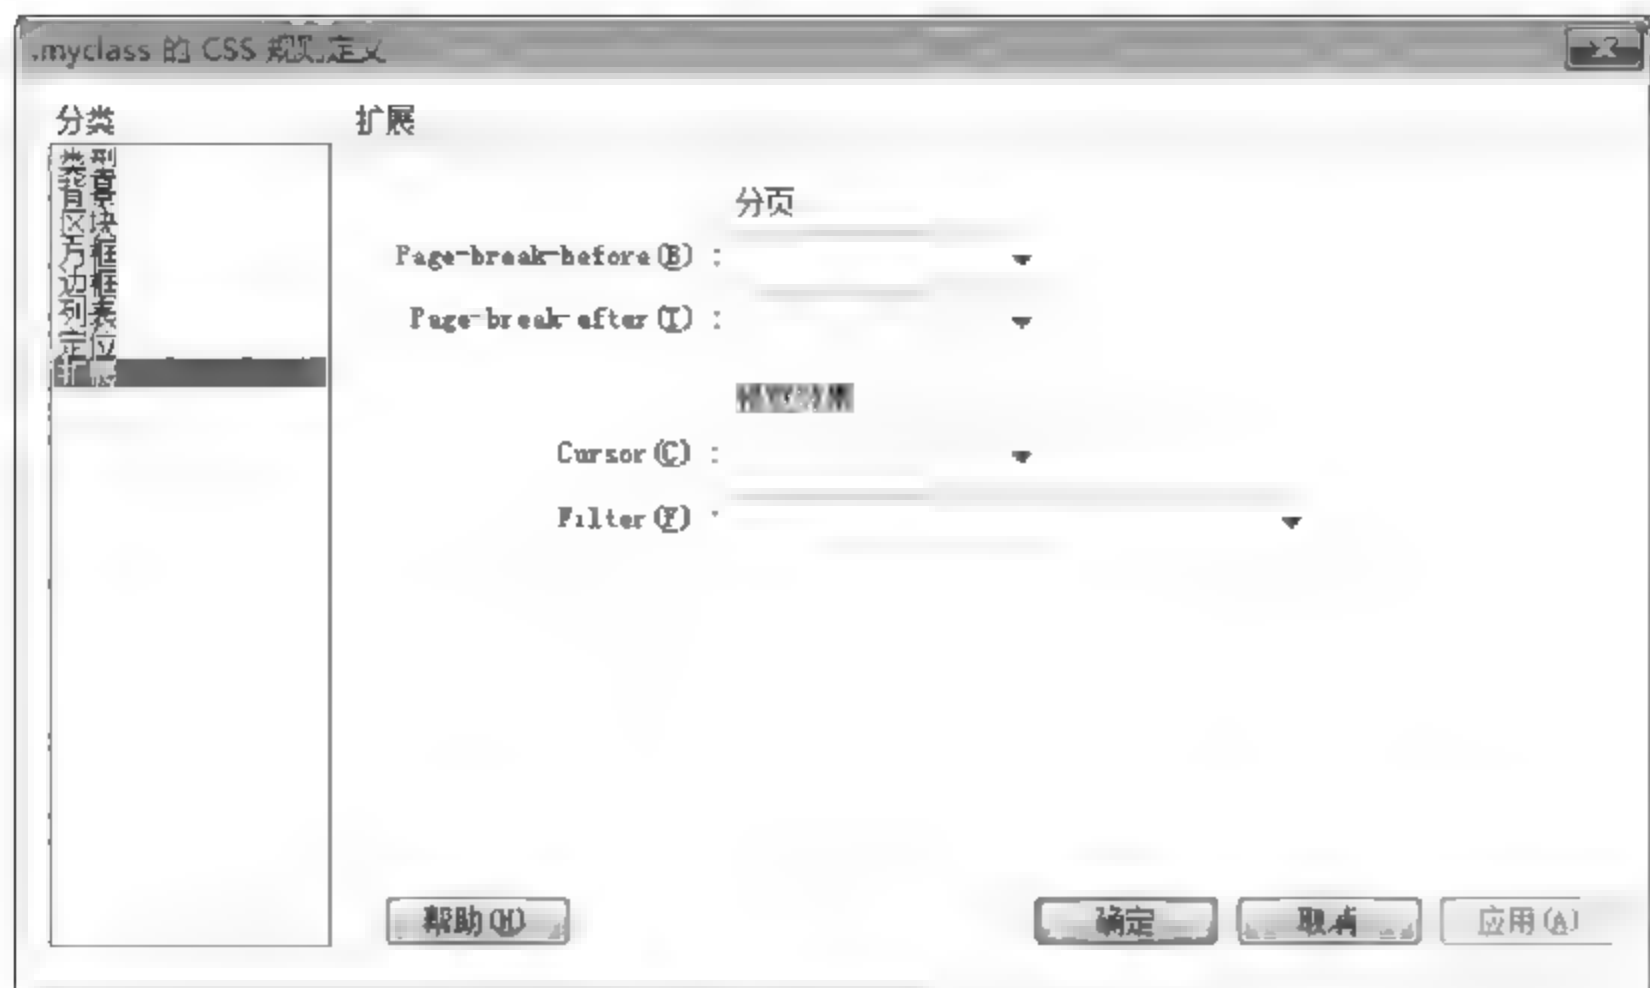 .myclass 的 CSS 规则定义
分类
扩展
类型
背景
区块
方框
边框
列表
定位
扩展
分页
Page-break-before(B) :
Page-break-after(T) :
Cursor(C) :
Filter(F) :
帮助(H)
确定
取消
应用(A)